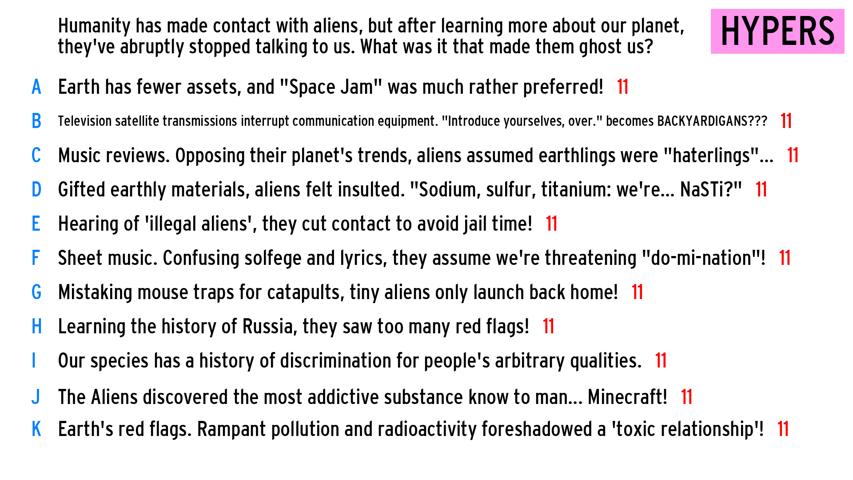 Humanity has made contact with aliens, but after learning more about our planet,
they've abruptly stopped talking to us. What was it that made them ghost us?
HYPERS
A Earth has fewer assets, and "Space Jam" was much rather preferred! 11
B Television satellite transmissions interrupt communication equipment. "Introduce yourselves, over." becomes BACKYARDIGANS??? 11
C Music reviews. Opposing their planet's trends, aliens assumed earthlings were "haterlings"... 11
D Gifted earthly materials, aliens felt insulted. "Sodium, sulfur, titanium: we're... NaSTi?" 11
E Hearing of 'illegal aliens', they cut contact to avoid jail time! 11
F Sheet music. Confusing solfege and lyrics, they assume we're threatening "do-mi-nation"! 11
G Mistaking mouse traps for catapults, tiny aliens only launch back home! 11
H Learning the history of Russia, they saw too many red flags! 11
I Our species has a history of discrimination for people's arbitrary qualities. 11
J The Aliens discovered the most addictive substance know to man... Minecraft! 11
K Earth's red flags. Rampant pollution and radioactivity foreshadowed a 'toxic relationship'! 11